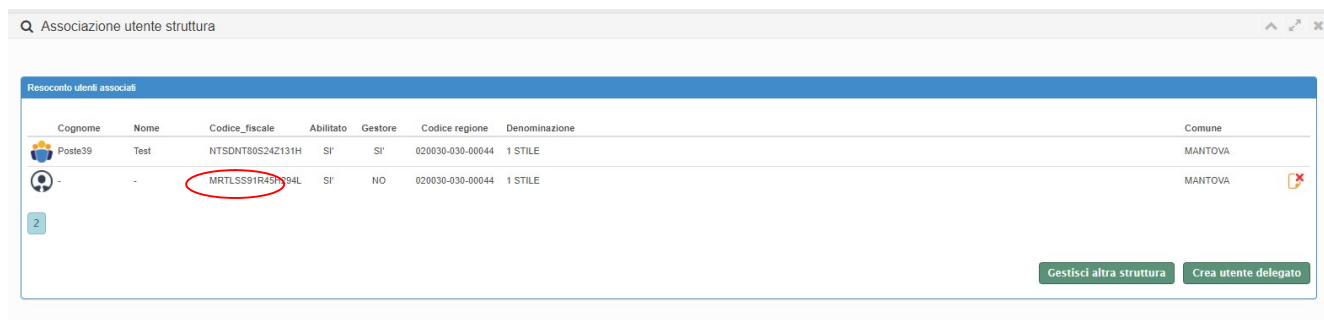 Associazione utente struttura
Resoconto utenti associati
Cognome Nome Codice_fiscale Abilitato Gestore Codice regione Denominazione Comune
Poste39 Test NTSDNT80S24Z131H SI' SI' 020030-030-00044 1 STILE MANTOVA
- - MRTLSS91R45H294L SI' NO 020030-030-00044 1 STILE MANTOVA
2
Gestisci altra struttura Crea utente delegato